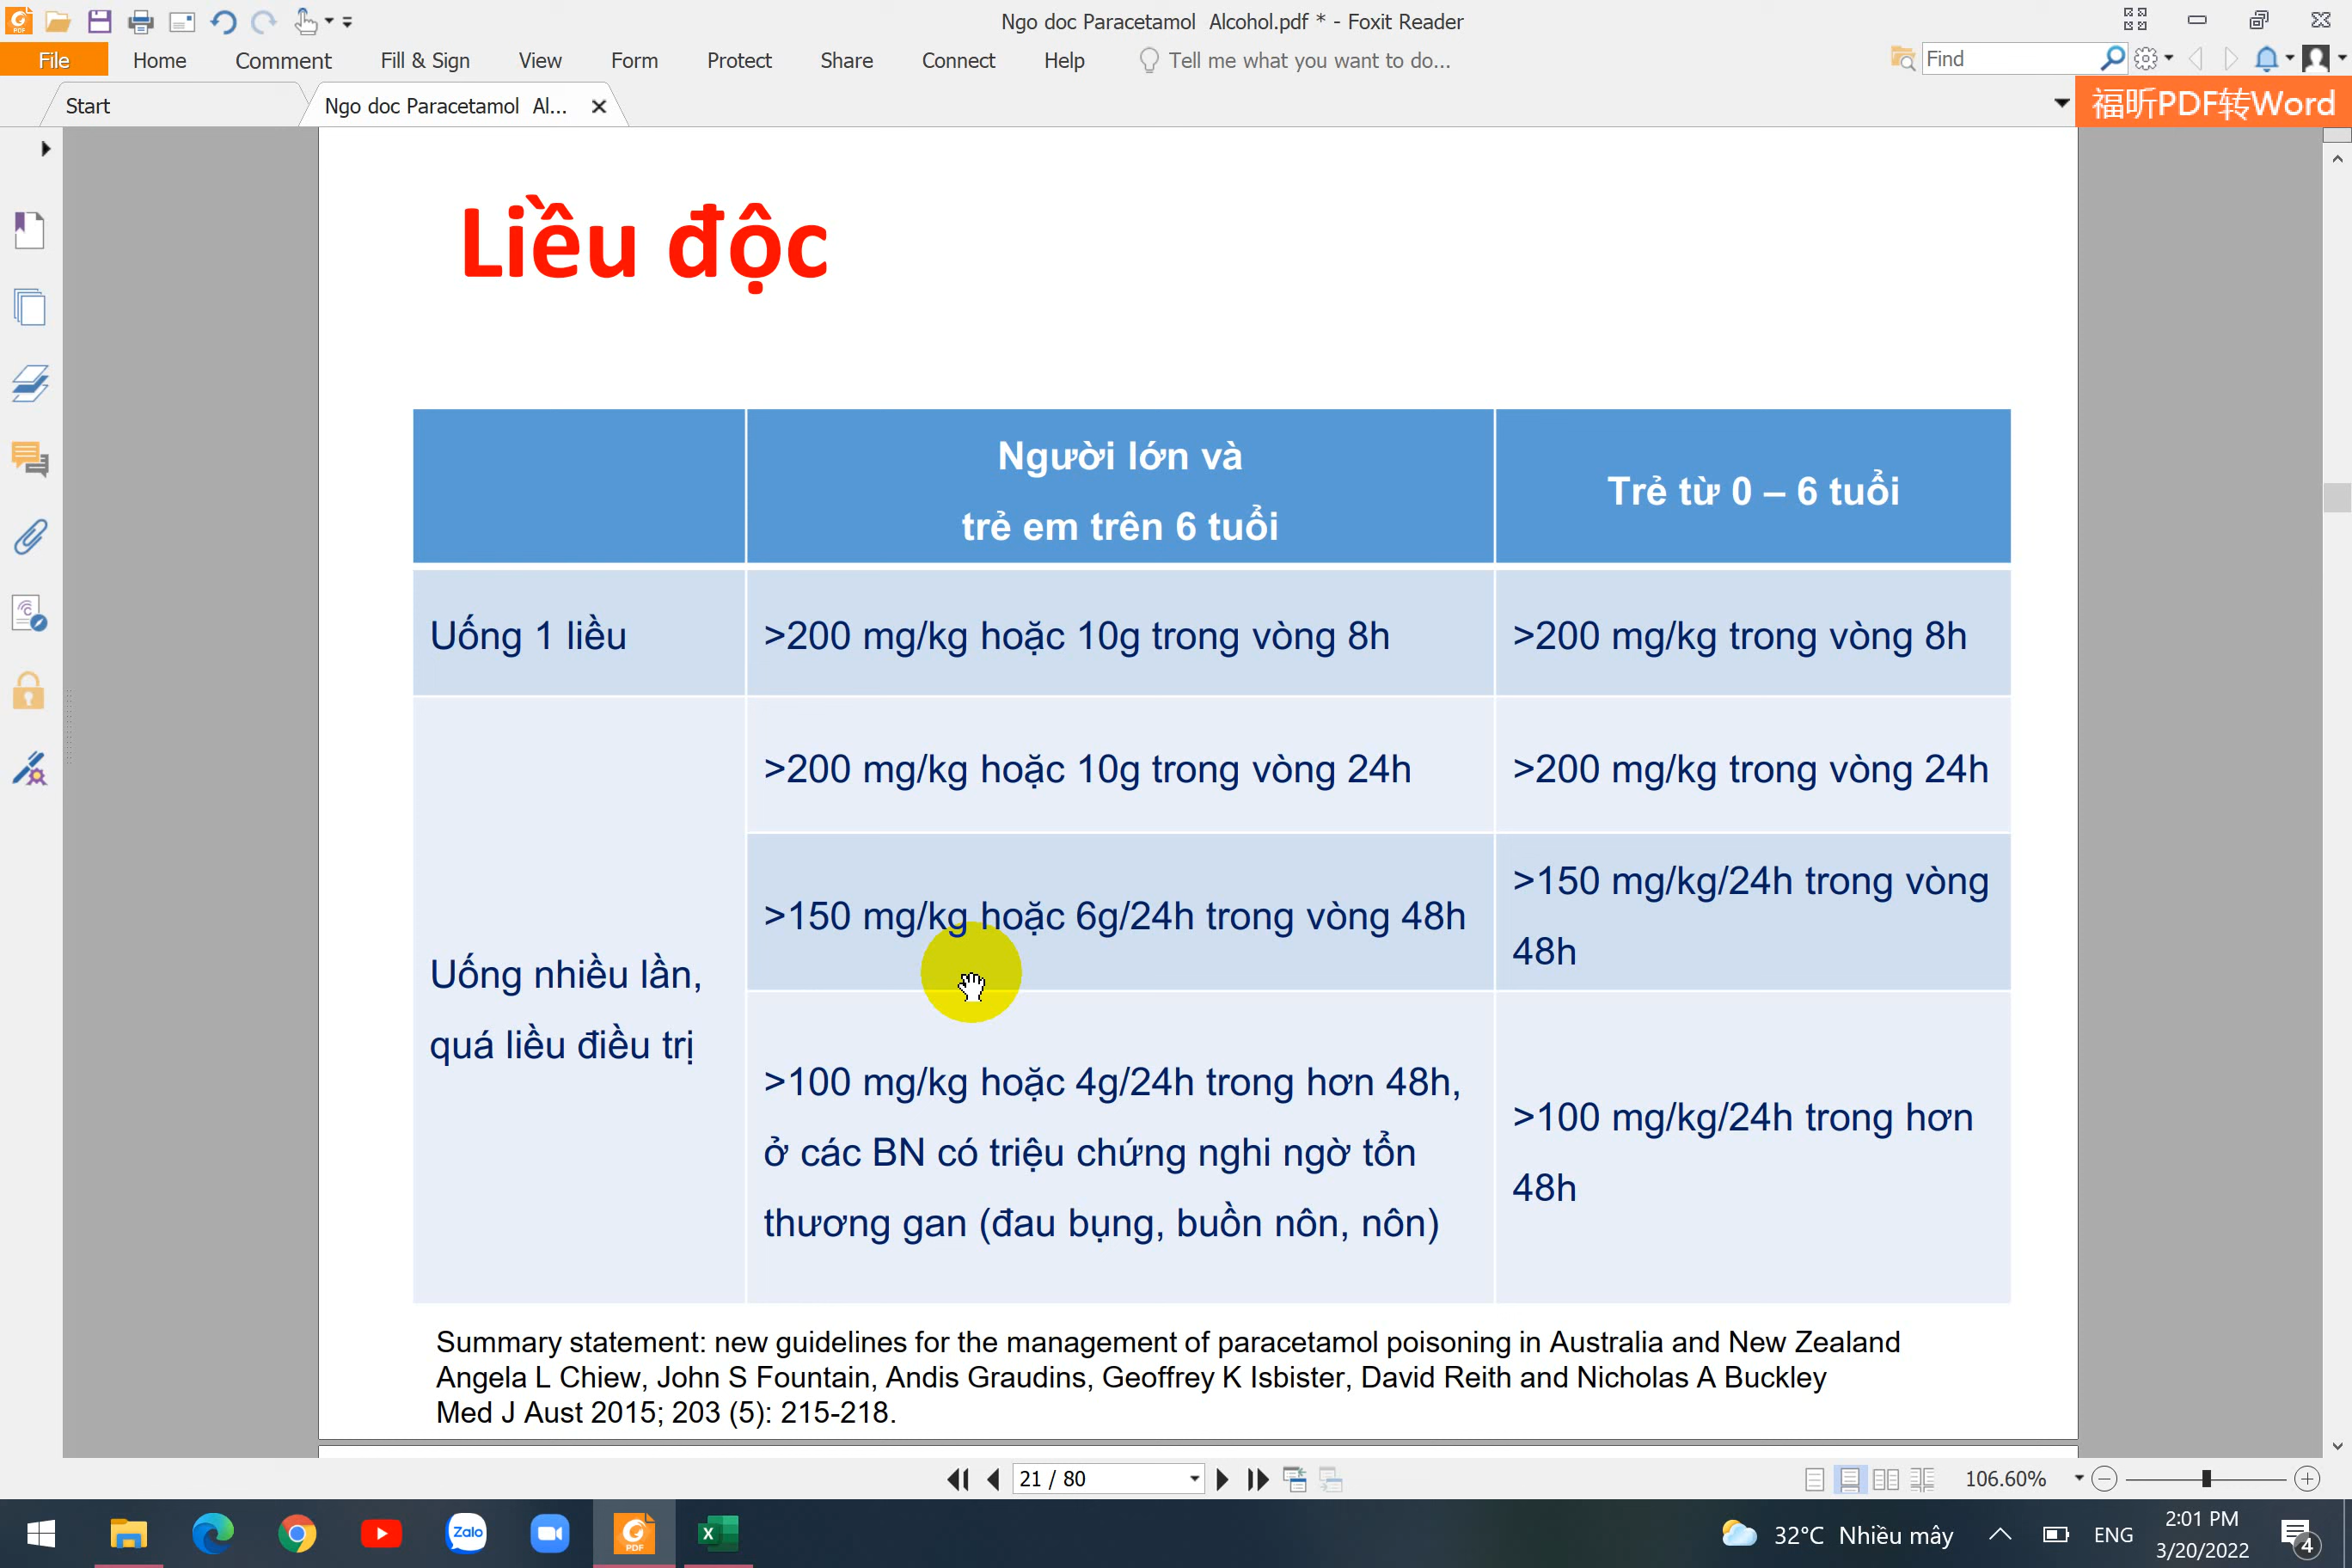 Ngo doc Paracetamol Alcohol.pdf * - Foxit Reader
File Home Comment Fill & Sign View Form Protect Share Connect Help Tell me what you want to do... Find
Start Ngo doc Paracetamol Al... 福昕PDF转Word
Liều độc
Người lớn và
trẻ em trên 6 tuổi
Trẻ từ 0 – 6 tuổi
Uống 1 liều
>200 mg/kg hoặc 10g trong vòng 8h
>200 mg/kg trong vòng 8h
Uống nhiều lần,
quá liều điều trị
>200 mg/kg hoặc 10g trong vòng 24h
>200 mg/kg trong vòng 24h
>150 mg/kg hoặc 6g/24h trong vòng 48h
>150 mg/kg/24h trong vòng
48h
>100 mg/kg hoặc 4g/24h trong hơn 48h,
ở các BN có triệu chứng nghi ngờ tổn
thương gan (đau bụng, buồn nôn, nôn)
>100 mg/kg/24h trong hơn
48h
Summary statement: new guidelines for the management of paracetamol poisoning in Australia and New Zealand
Angela L Chiew, John S Fountain, Andis Graudins, Geoffrey K Isbister, David Reith and Nicholas A Buckley
Med J Aust 2015; 203 (5): 215-218.
21 / 80
106.60%
Zalo
PDF
32°C Nhiều mây
ENG
2:01 PM
3/20/2022
4